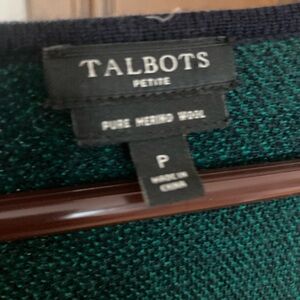 TALBOTS
PETITE
PURE MERINO WOOL
P
MADE IN
CHINA